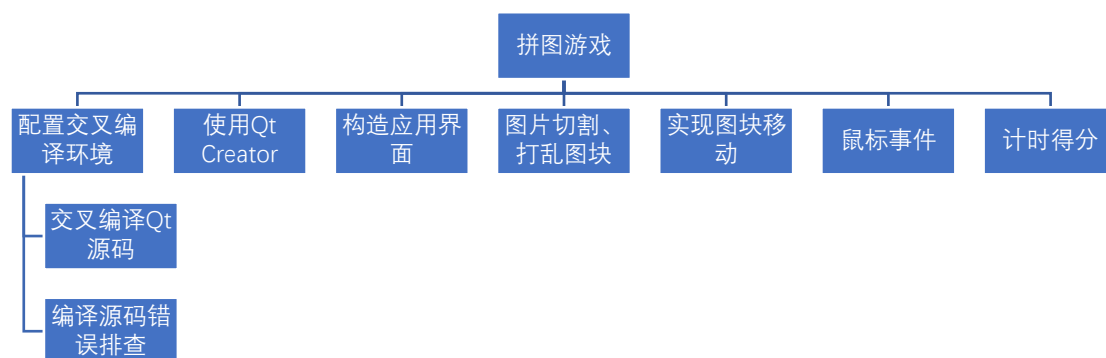 拼图游戏
配置交叉编
译环境
使用Qt
Creator
构造应用界
面
图片切割、
打乱图块
实现图块移
动
鼠标事件
计时得分
交叉编译Qt
源码
编译源码错
误排查